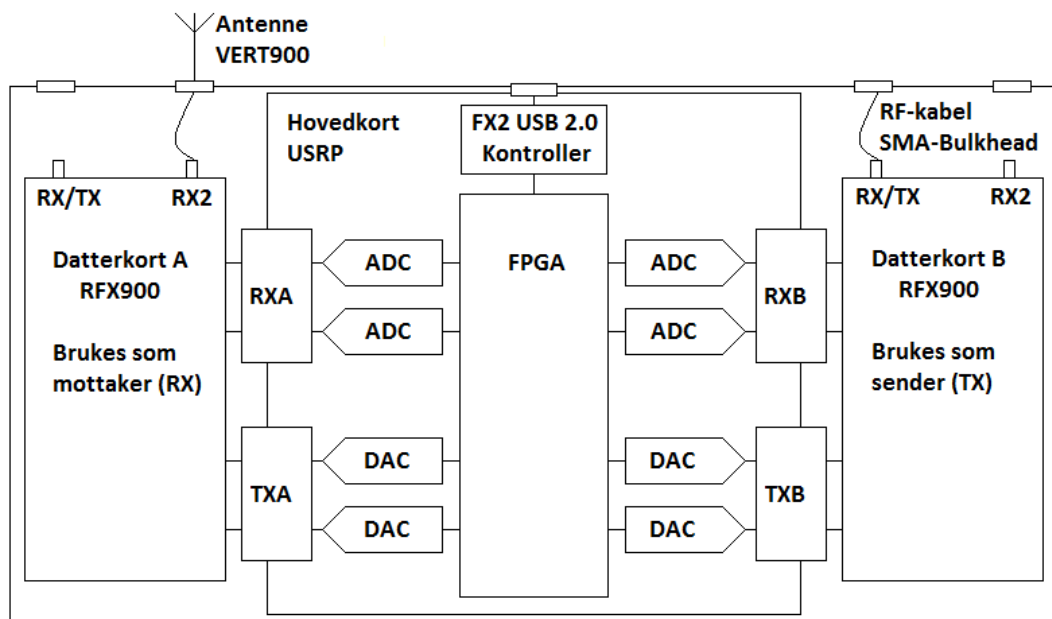 Antenne
VERT900
Hovedkort
USRP
FX2 USB 2.0
Kontroller
RF-kabel
SMA-Bulkhead
RX/TX
RX2
Datterkort A
RFX900
Brukes som
mottaker (RX)
RXA
TXA
ADC
ADC
DAC
DAC
FPGA
ADC
ADC
DAC
DAC
RXB
TXB
RX/TX
RX2
Datterkort B
RFX900
Brukes som
sender (TX)